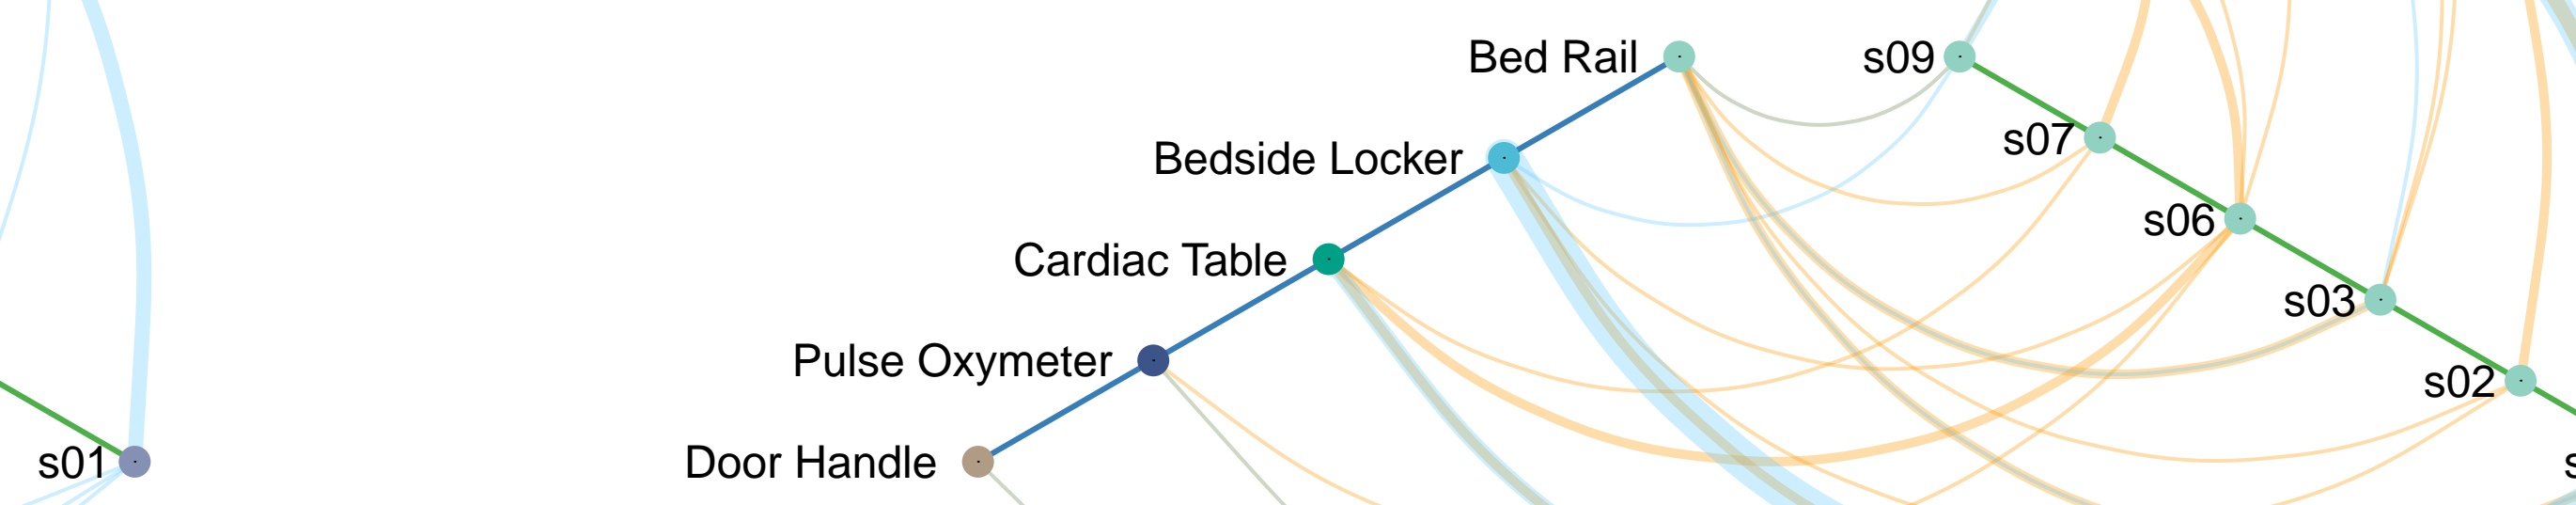 Bed Rail
s09
s07
Bedside Locker
s06
Cardiac Table
s03
Pulse Oxymeter
s02
Door Handle
s01